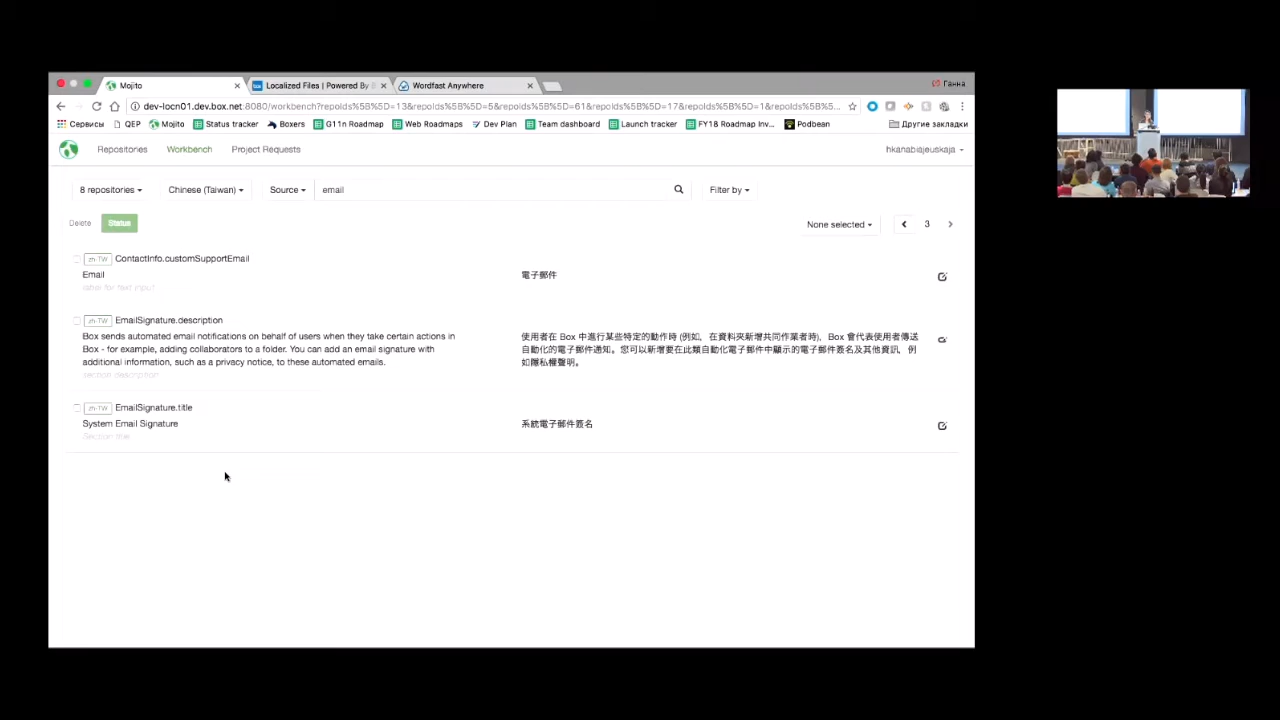 Mojito
Localized Files | Powered By B
Wordfast Anywhere
Ганна
dev-locn01.dev.box.net:8080/workbench?repoIds%5B%5D=13&repoIds%5B%5D=5&repoIds%5B%5D=61&repoIds%5B%5D=17&repoIds%5B%5D=1&repoIds%5B%...
Сервисы
QEP
Mojito
Status tracker
Boxers
G11n Roadmap
Web Roadmaps
Dev Plan
Team dashboard
Launch tracker
FY18 Roadmap Inv...
Podbean
Другие закладки
Repositories
Workbench
Project Requests
hkanabiajeuskaja
8 repositories
Chinese (Taiwan)
Source
email
Filter by
Delete
Status
None selected
3
zh-TW ContactInfo.customSupportEmail
Email
電子郵件
label for text input
zh-TW EmailSignature.description
Box sends automated email notifications on behalf of users when they take certain actions in
Box - for example, adding collaborators to a folder. You can add an email signature with
additional information, such as a privacy notice, to these automated emails.
使用者在 Box 中進行某些特定的動作時 (例如，在資料夾新增共同作業者時)，Box 會代表使用者傳送
自動化的電子郵件通知。您可以新增要在此類自動化電子郵件中顯示的電子郵件簽名及其他資訊，例
如隱私權聲明。
section description
zh-TW EmailSignature.title
System Email Signature
系統電子郵件簽名
Section title